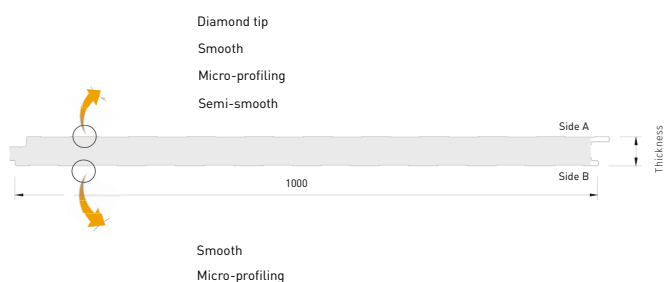 Diamond tip
Smooth
Micro-profiling
Semi-smooth
Side A
Thickness
Side B
1000
Smooth
Micro-profiling